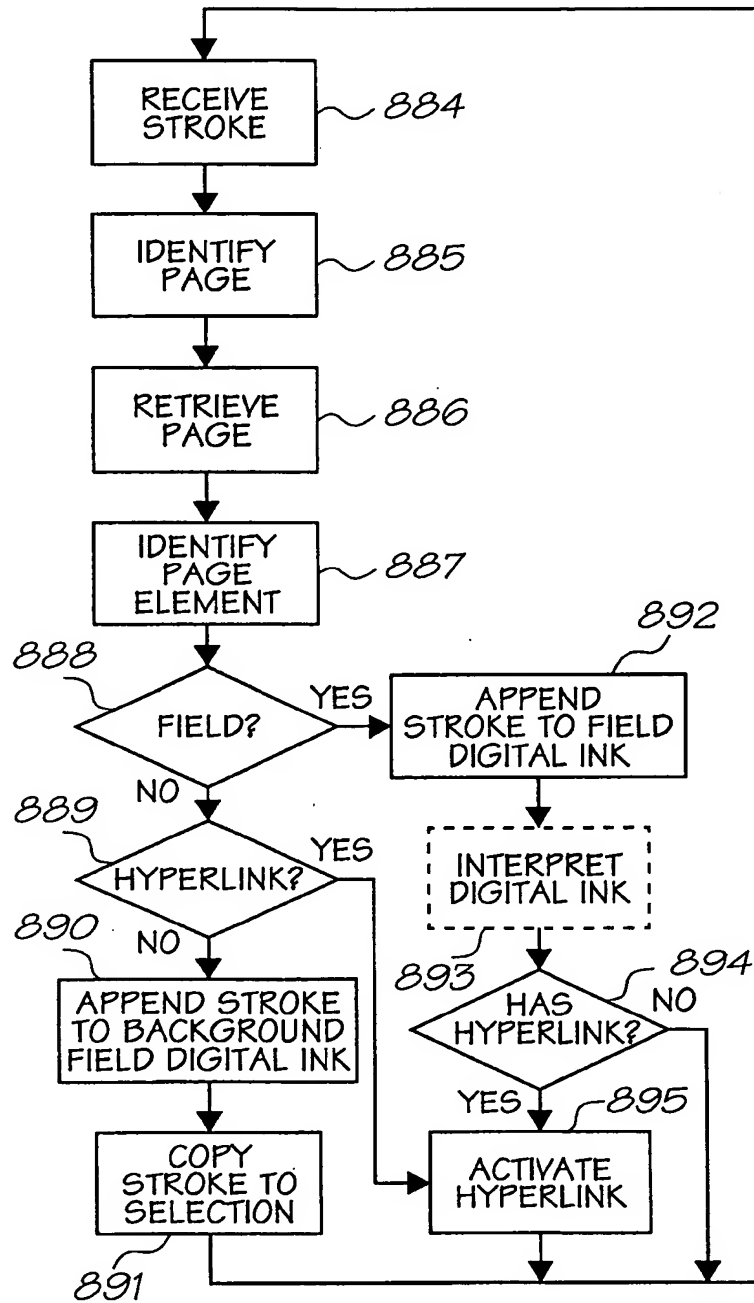 RECEIVE
STROKE
884
IDENTIFY
PAGE
885
RETRIEVE
PAGE
886
IDENTIFY
PAGE
ELEMENT
887
888
FIELD?
YES
NO
892
APPEND
STROKE TO FIELD
DIGITAL INK
889
HYPERLINK?
YES
NO
INTERPRET
DIGITAL INK
893
890
APPEND STROKE
TO BACKGROUND
FIELD DIGITAL INK
894
HAS
HYPERLINK?
NO
YES
895
COPY
STROKE TO
SELECTION
891
ACTIVATE
HYPERLINK